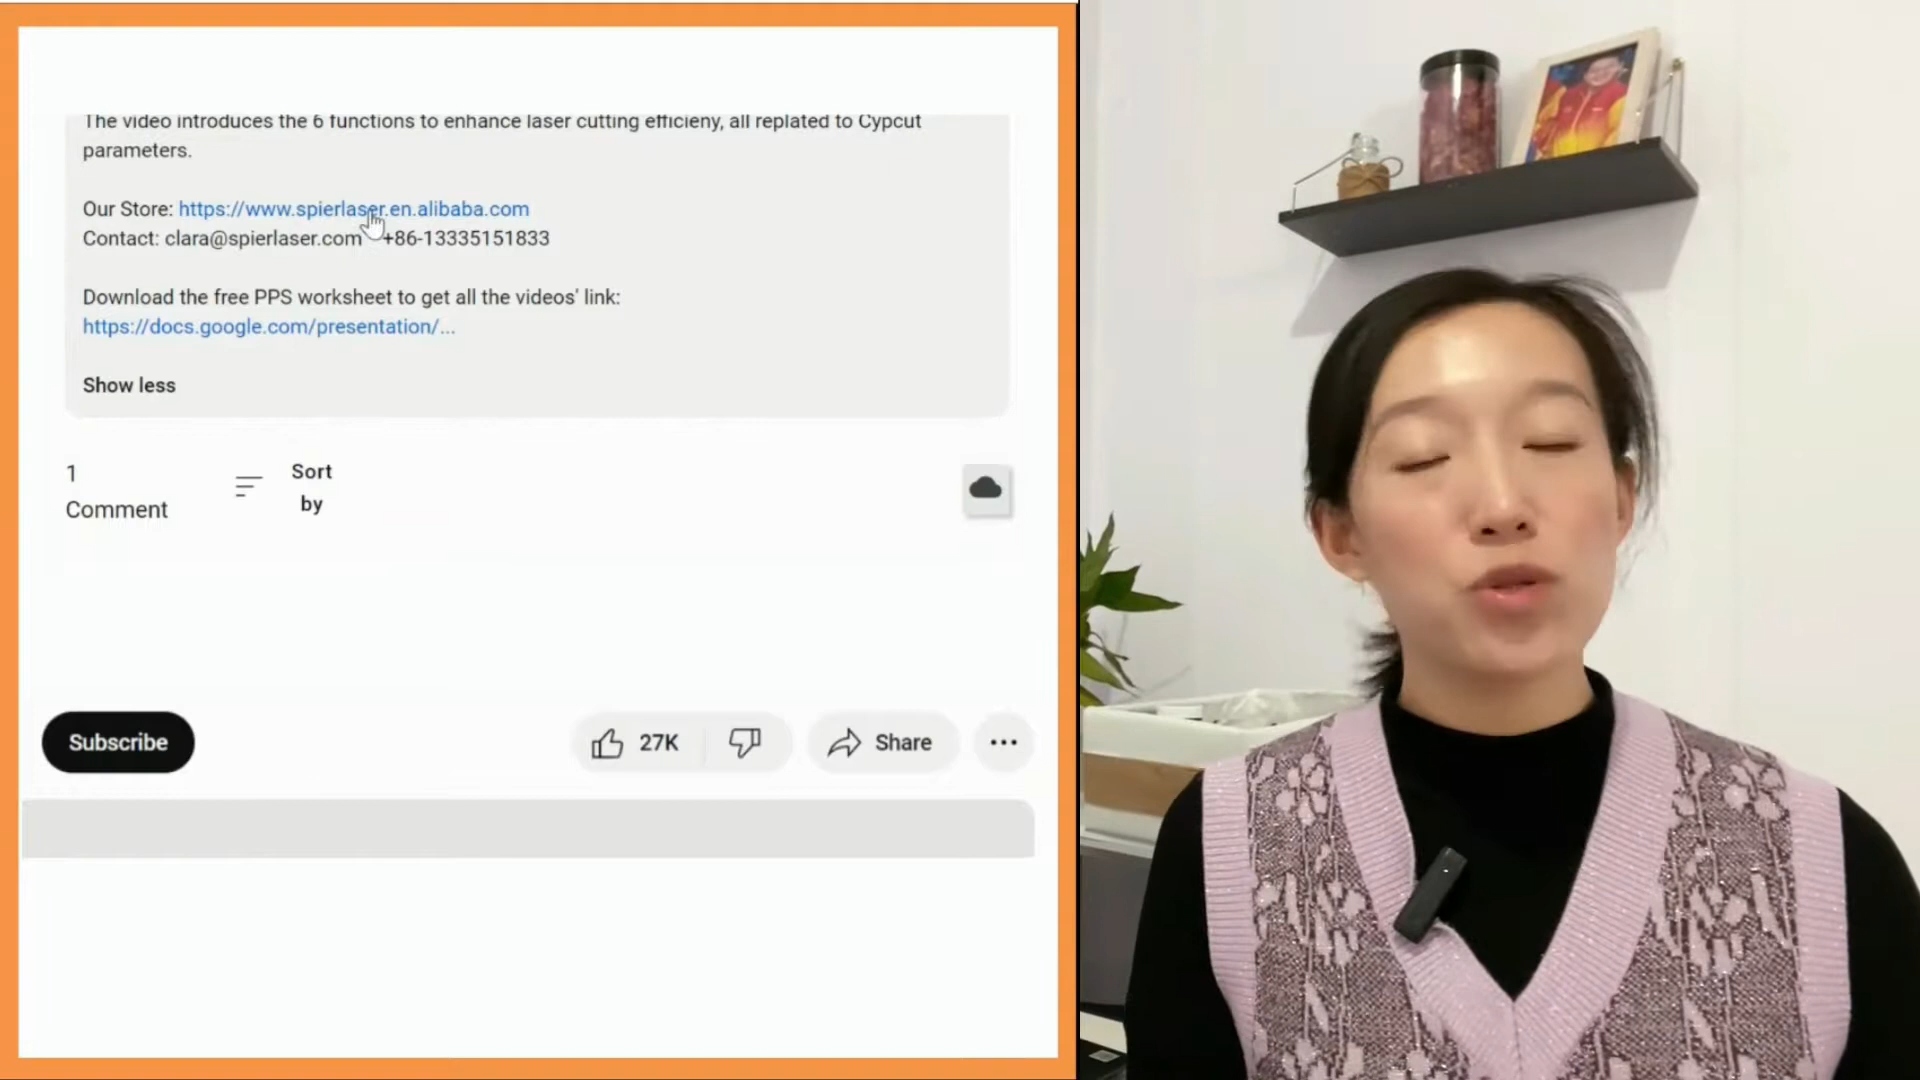 The video introduces the 6 functions to enhance laser cutting efficieny, all replated to Cypcut
parameters.
Our Store: https://www.spierlaser.en.alibaba.com
Contact: clara@spierlaser.com +86-13335151833
Download the free PPS worksheet to get all the videos' link:
https://docs.google.com/presentation/...
Show less
1
Comment
Sort
by
Subscribe
27K
Share